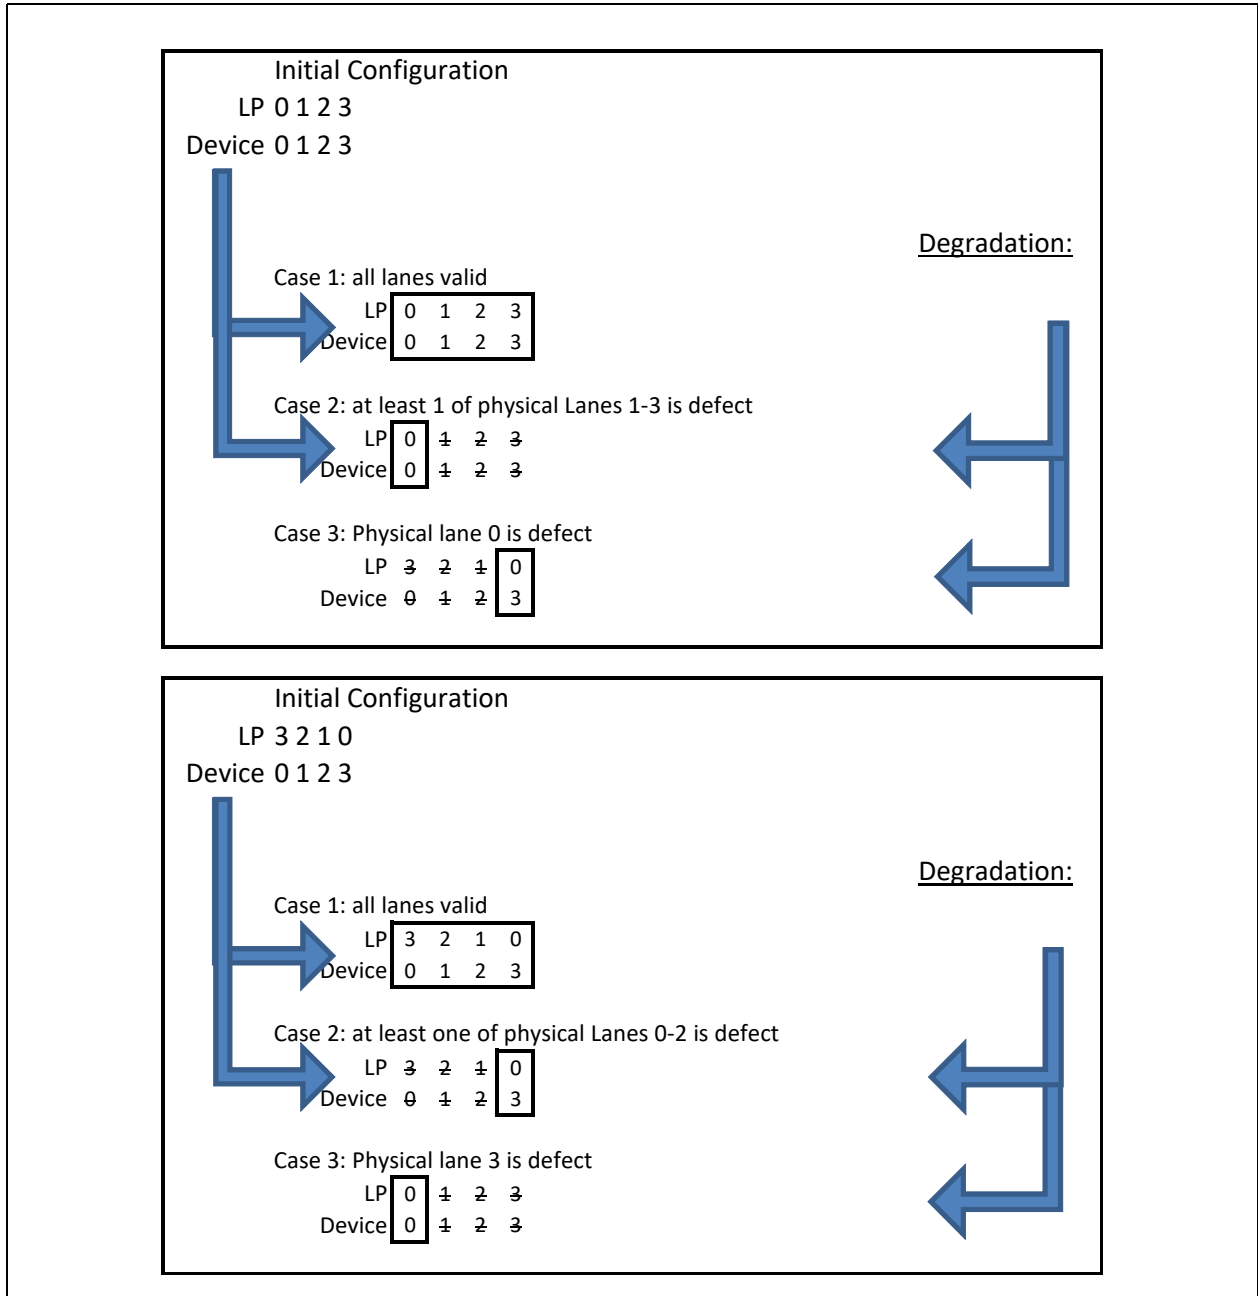 Initial Configuration
LP 0 1 2 3
Device 0 1 2 3
Degradation:
Case 1: all lanes valid
LP 0 1 2 3
Device 0 1 2 3
Case 2: at least 1 of physical Lanes 1-3 is defect
LP 0 1 2 3
Device 0 1 2 3
Case 3: Physical lane 0 is defect
LP 3 2 1 0
Device 0 1 2 3
Initial Configuration
LP 3 2 1 0
Device 0 1 2 3
Degradation:
Case 1: all lanes valid
LP 3 2 1 0
Device 0 1 2 3
Case 2: at least one of physical Lanes 0-2 is defect
LP 3 2 1 0
Device 0 1 2 3
Case 3: Physical lane 3 is defect
LP 0 1 2 3
Device 0 1 2 3